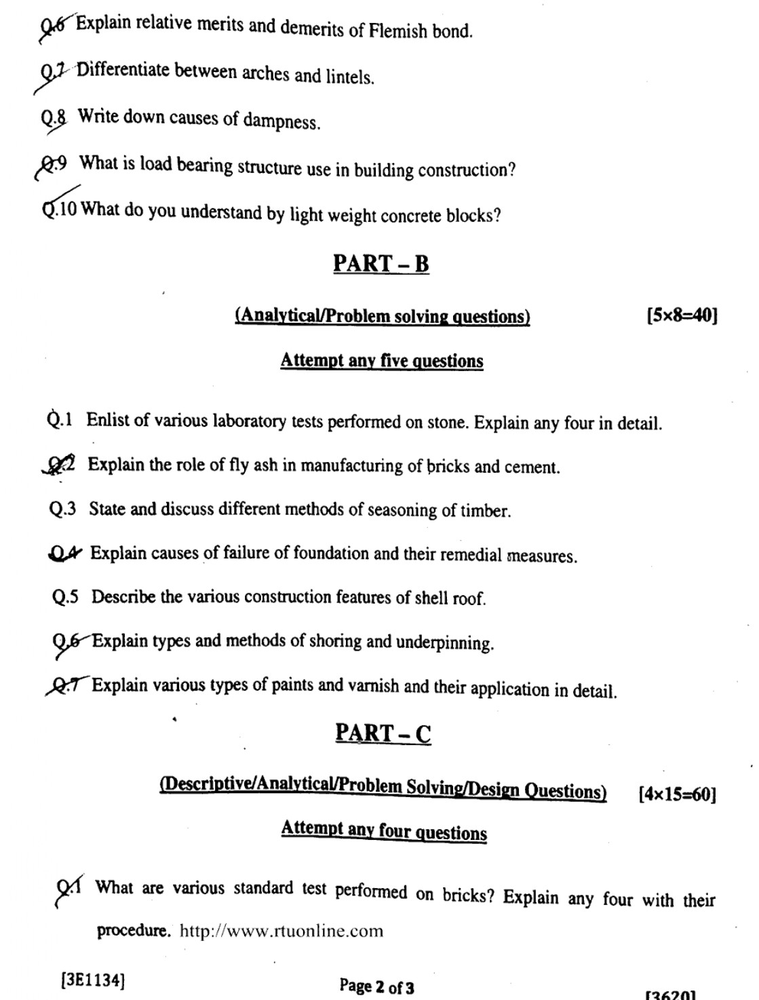 Q.6 Explain relative merits and demerits of Flemish bond.
Q.7 Differentiate between arches and lintels.
Q.8 Write down causes of dampness.
Q.9 What is load bearing structure use in building construction?
Q.10 What do you understand by light weight concrete blocks?
PART – B
(Analytical/Problem solving questions) [5×8=40]
Attempt any five questions
Q.1 Enlist of various laboratory tests performed on stone. Explain any four in detail.
Q.2 Explain the role of fly ash in manufacturing of bricks and cement.
Q.3 State and discuss different methods of seasoning of timber.
Q.4 Explain causes of failure of foundation and their remedial measures.
Q.5 Describe the various construction features of shell roof.
Q.6 Explain types and methods of shoring and underpinning.
Q.7 Explain various types of paints and varnish and their application in detail.
PART – C
(Descriptive/Analytical/Problem Solving/Design Questions) [4×15=60]
Attempt any four questions
Q.1 What are various standard test performed on bricks? Explain any four with their
procedure. http://www.rtuonline.com
[3E1134] Page 2 of 3 [3620]